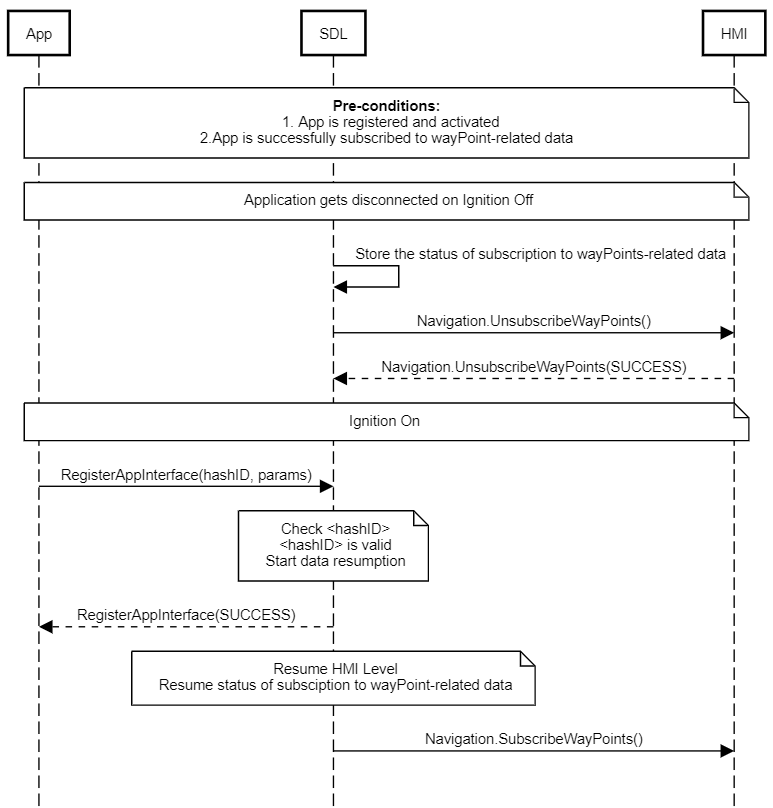 App
SDL
HMI
Pre-conditions:
1. App is registered and activated
2.App is successfully subscribed to wayPoint-related data
Application gets disconnected on Ignition Off
Store the status of subscription to wayPoints-related data
Navigation.UnsubscribeWayPoints()
Navigation.UnsubscribeWayPoints(SUCCESS)
Ignition On
RegisterAppInterface(hashID, params)
Check <hashID>
<hashID> is valid
Start data resumption
RegisterAppInterface(SUCCESS)
Resume HMI Level
Resume status of subsciption to wayPoint-related data
Navigation.SubscribeWayPoints()